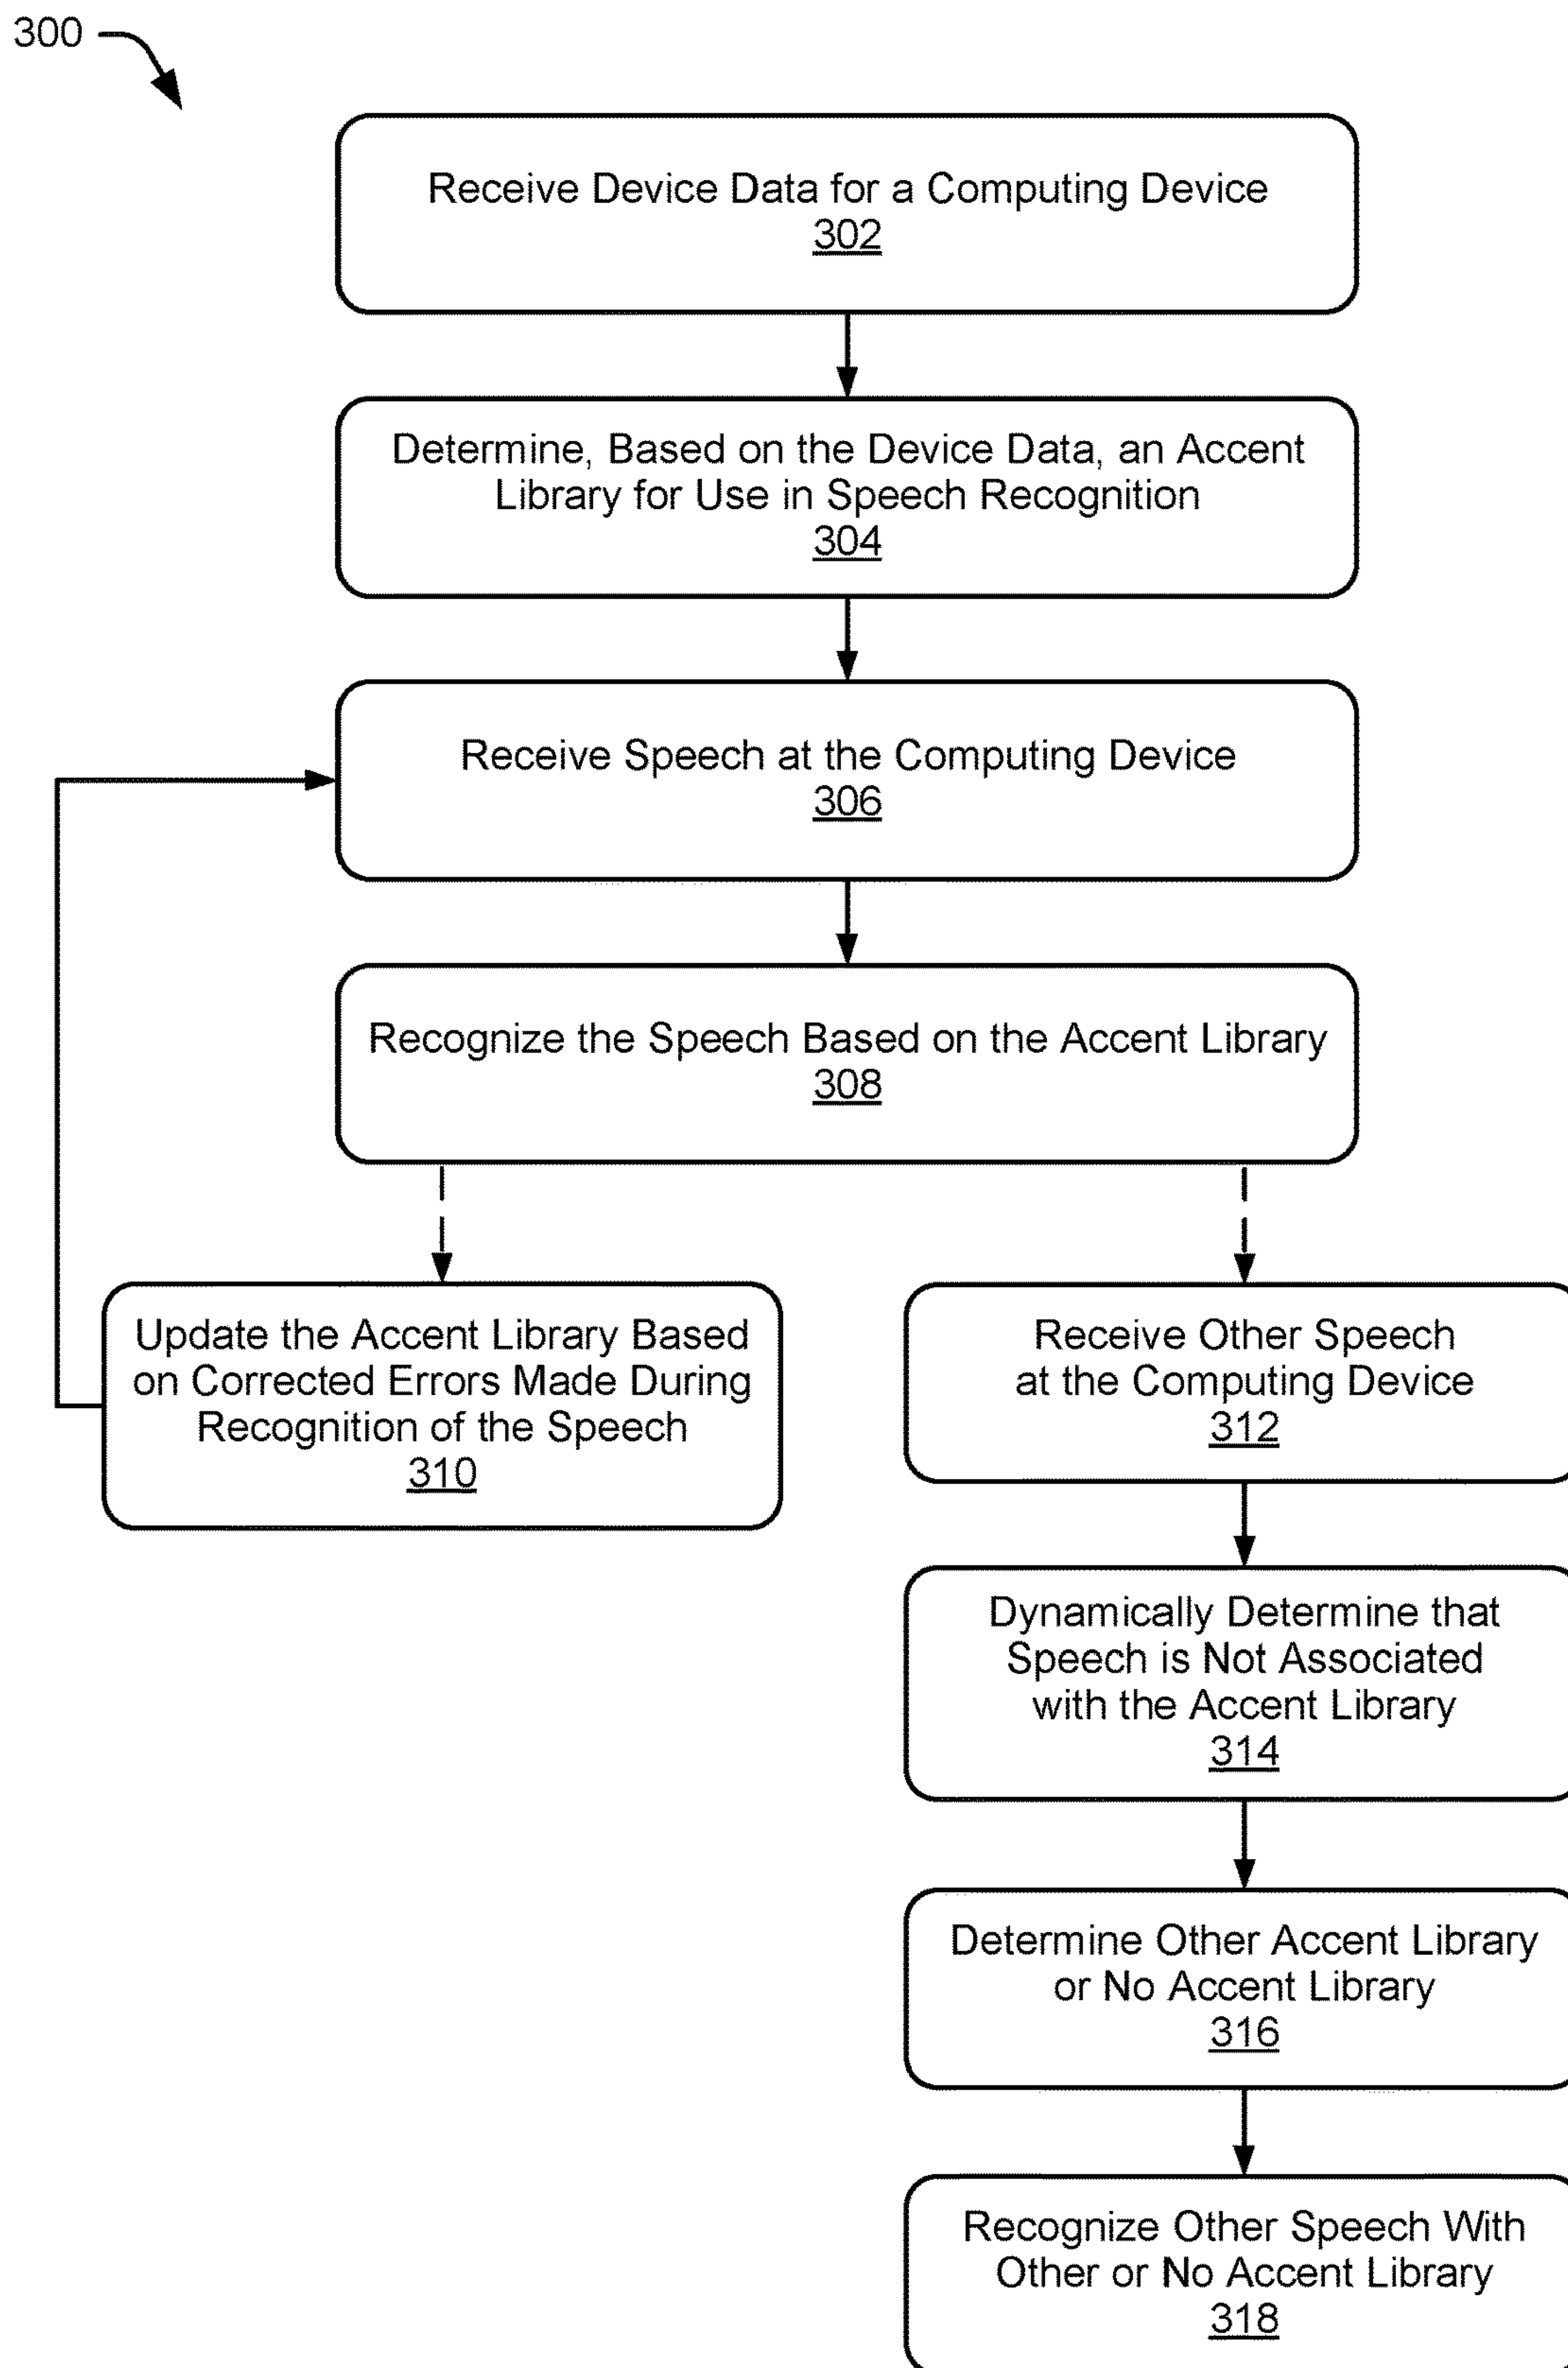 300
Receive Device Data for a Computing Device
302
Determine, Based on the Device Data, an Accent
Library for Use in Speech Recognition
304
Receive Speech at the Computing Device
306
Recognize the Speech Based on the Accent Library
308
Update the Accent Library Based
on Corrected Errors Made During
Recognition of the Speech
310
Receive Other Speech
at the Computing Device
312
Dynamically Determine that
Speech is Not Associated
with the Accent Library
314
Determine Other Accent Library
or No Accent Library
316
Recognize Other Speech With
Other or No Accent Library
318